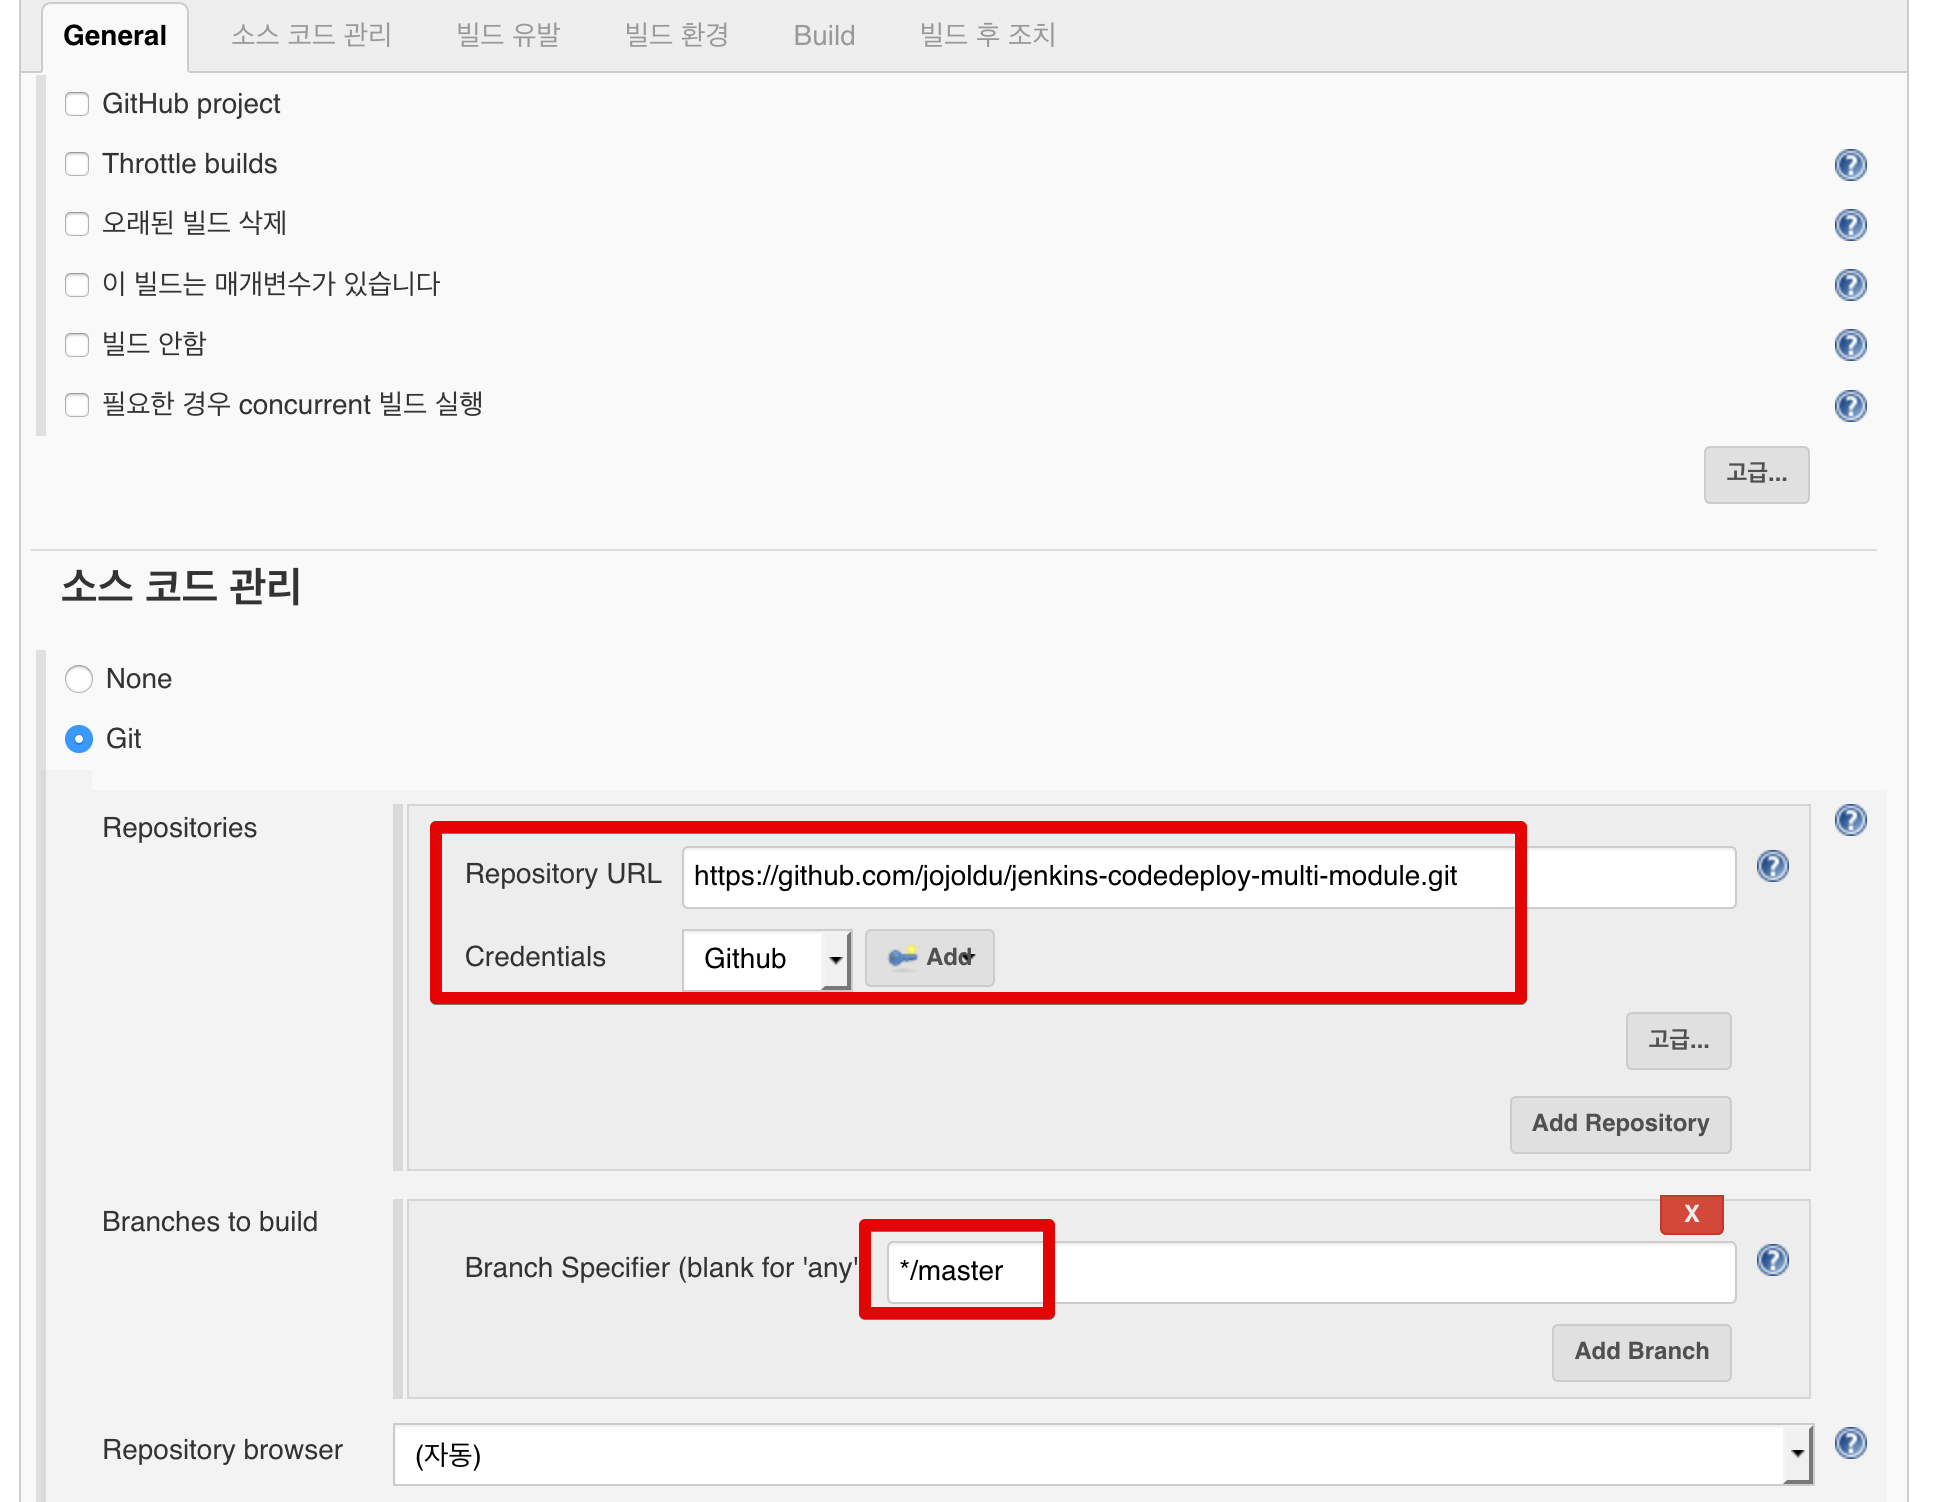 General 소스 코드 관리 빌드 유발 빌드 환경 Build 빌드 후 조치
GitHub project
Throttle builds
오래된 빌드 삭제
이 빌드는 매개변수가 있습니다
빌드 안함
필요한 경우 concurrent 빌드 실행
고급...
소스 코드 관리
None
Git
Repositories
Repository URL https://github.com/jojoldu/jenkins-codedeploy-multi-module.git
Credentials Github Add
고급...
Add Repository
Branches to build
X
Branch Specifier (blank for 'any' */master
Add Branch
Repository browser (자동)